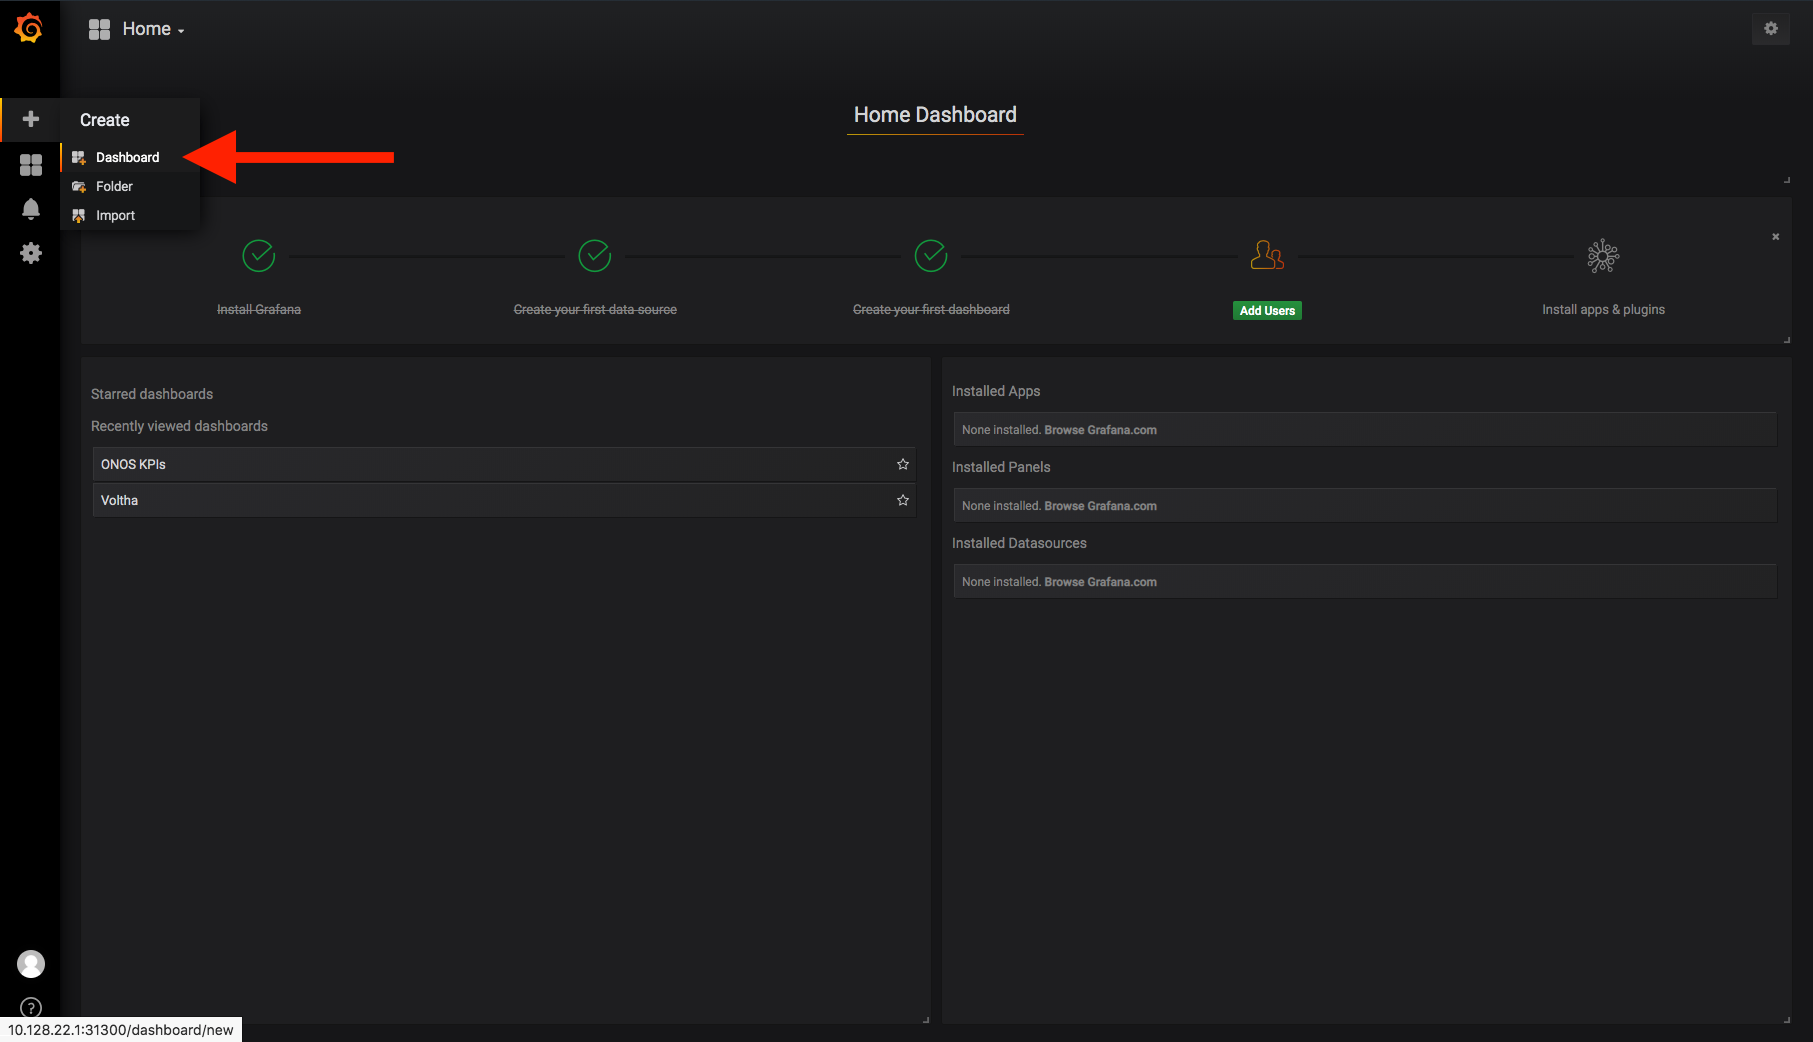 Home
Home Dashboard
Create
Dashboard
Folder
Import
Install Grafana
Create your first data source
Create your first dashboard
Add Users
Install apps & plugins
Starred dashboards
Recently viewed dashboards
ONOS KPIs
Voltha
Installed Apps
None installed. Browse Grafana.com
Installed Panels
None installed. Browse Grafana.com
Installed Datasources
None installed. Browse Grafana.com
?
10.128.22.1:31300/dashboard/new